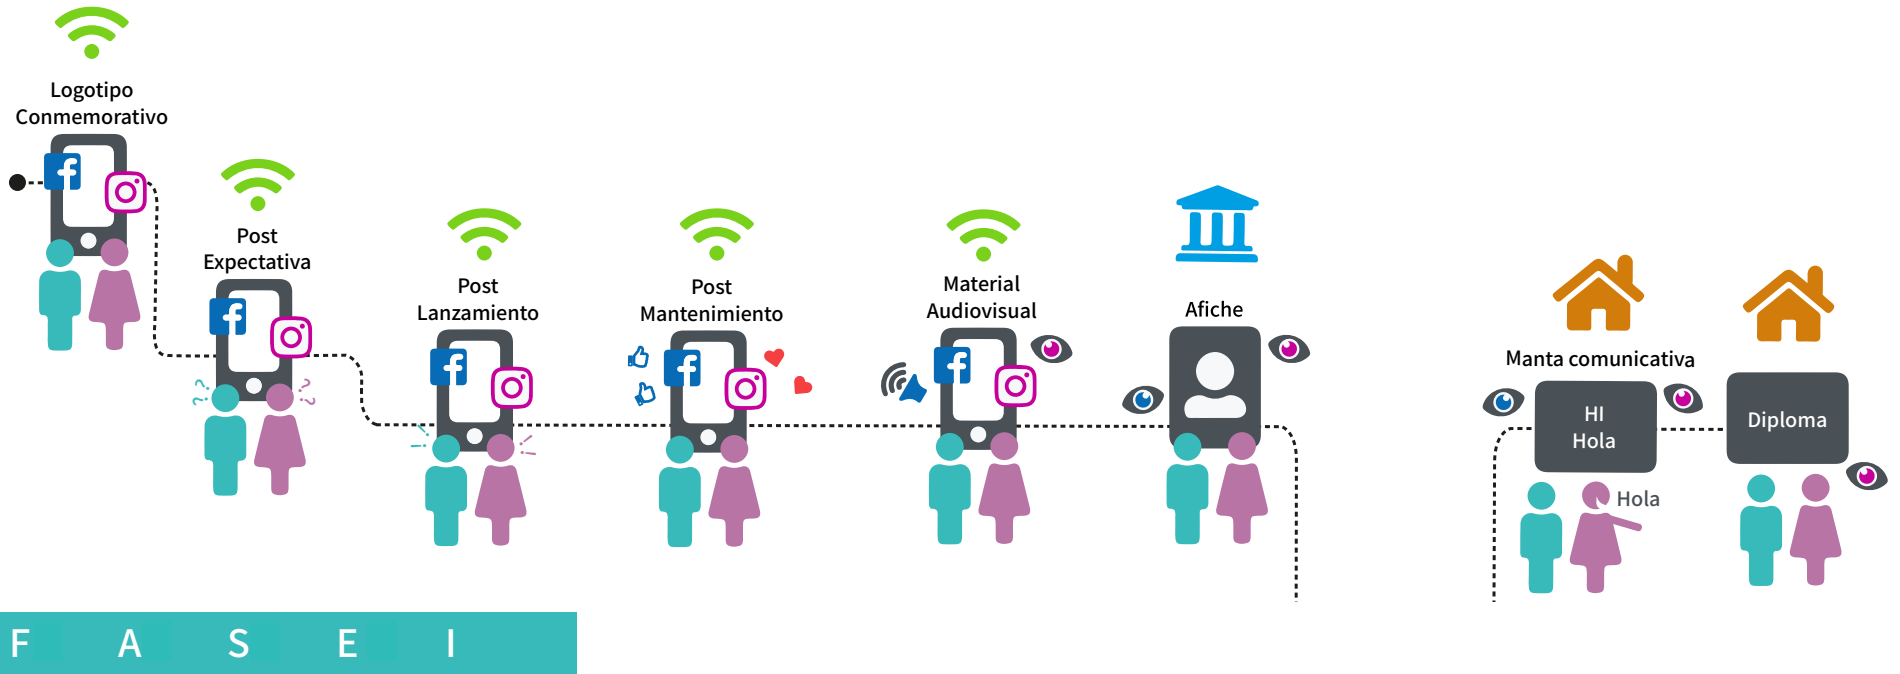 Logotipo
Conmemorativo
Post
Expectativa
Post
Lanzamiento
Post
Mantenimiento
Material
Audiovisual
Afiche
Manta comunicativa
HI
Hola
Hola
Diploma
F A S E I